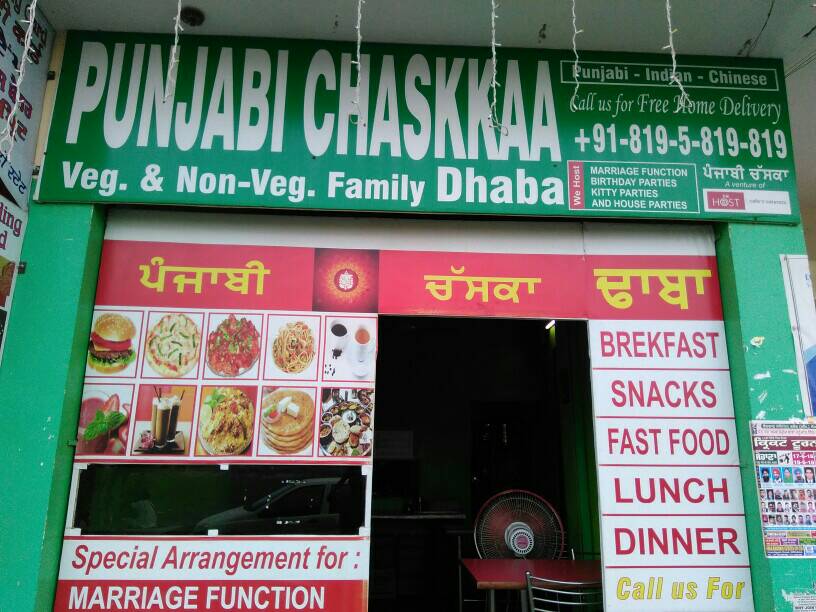 PUNJABI CHASKKAA
Veg. & Non-Veg. Family Dhaba
Punjabi - Indian - Chinese
Call us for Free Home Delivery
+91-819-5-819-819
We Host
MARRIAGE FUNCTION
BIRTHDAY PARTIES
KITTY PARTIES
AND HOUSE PARTIES
ਪੰਜਾਬੀ ਚੱਸਕਾ
A venture of
HOST
ਪੰਜਾਬੀ ਚੱਸਕਾ ਢਾਬਾ
BREKFAST
SNACKS
FAST FOOD
LUNCH
DINNER
Call us For
Special Arrangement for :
MARRIAGE FUNCTION